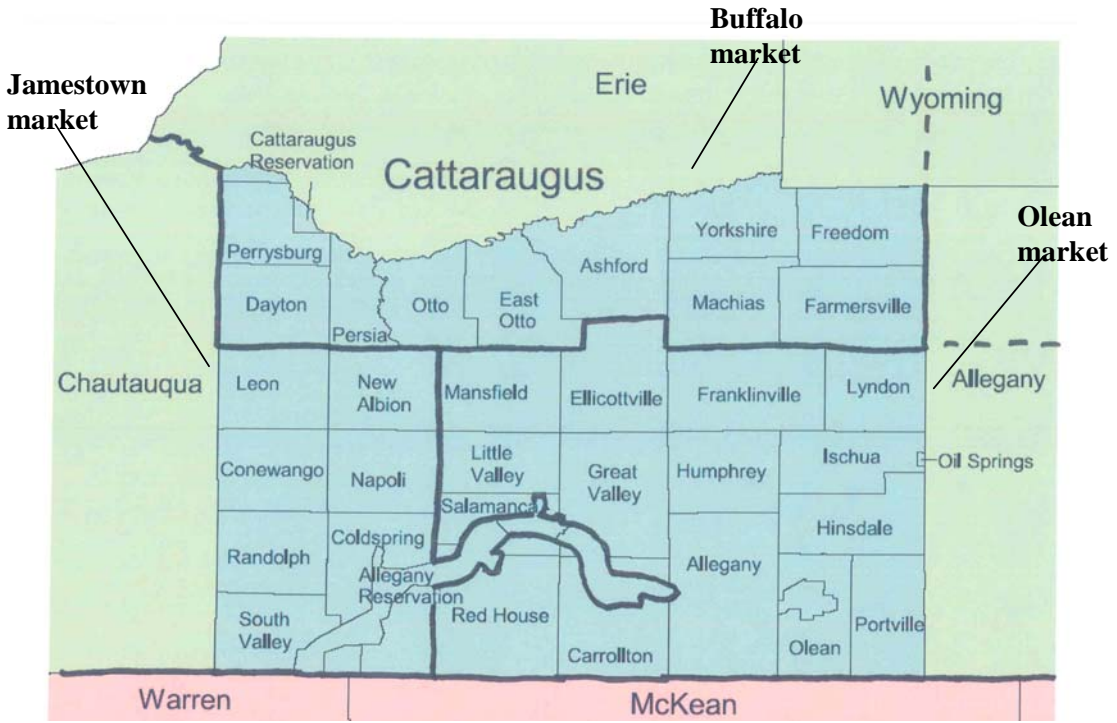 Buffalo
market
Jamestown
market
Erie
Wyoming
Cattaraugus
Reservation
Cattaraugus
Olean
market
Yorkshire
Freedom
Perrysburg
Ashford
Dayton
Otto
East
Otto
Machias
Farmersville
Persia
Chautauqua
Leon
New
Albion
Mansfield
Ellicottville
Franklinville
Lyndon
Allegany
Conewango
Napoli
Little
Valley
Great
Valley
Humphrey
Ischua
Oil Springs
Salamanca
Hinsdale
Randolph
Coldspring
Allegany
Reservation
Allegany
South
Valley
Red House
Carrollton
Olean
Portville
Warren
McKean